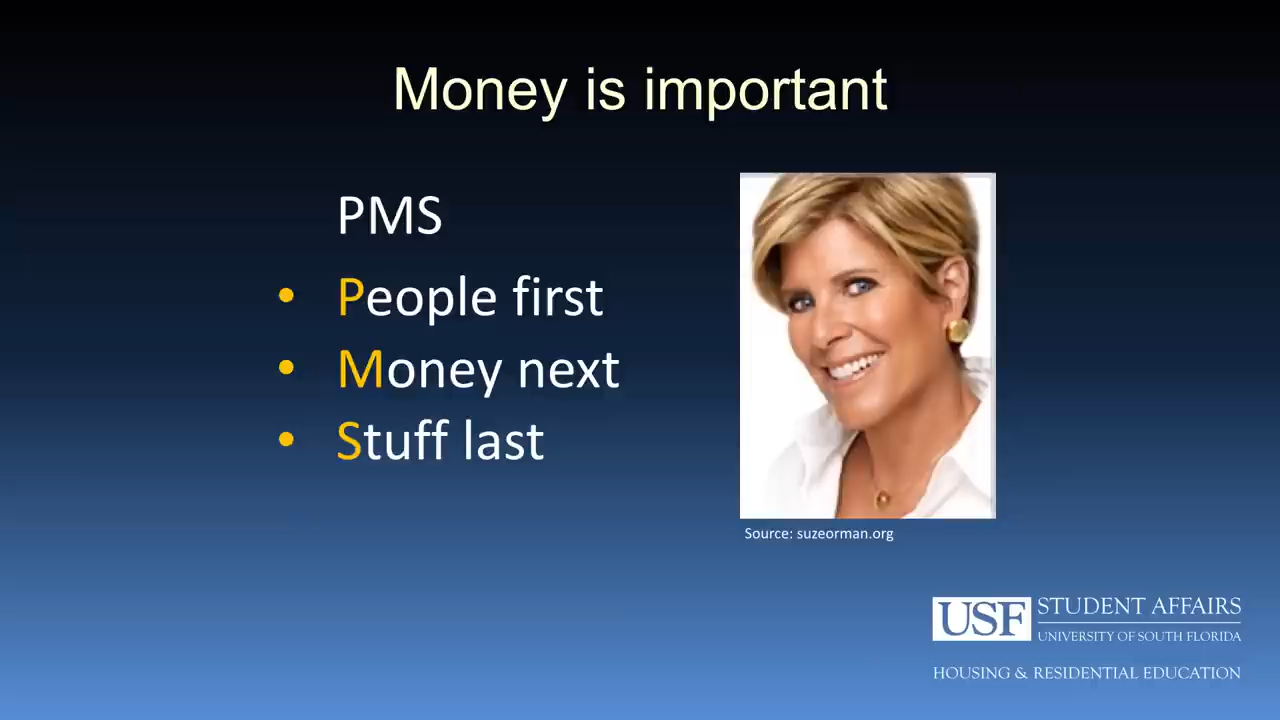 Money is important
PMS
• People first
• Money next
• Stuff last
Source: suzeorman.org
USF
STUDENT AFFAIRS
UNIVERSITY OF SOUTH FLORIDA
HOUSING & RESIDENTIAL EDUCATION